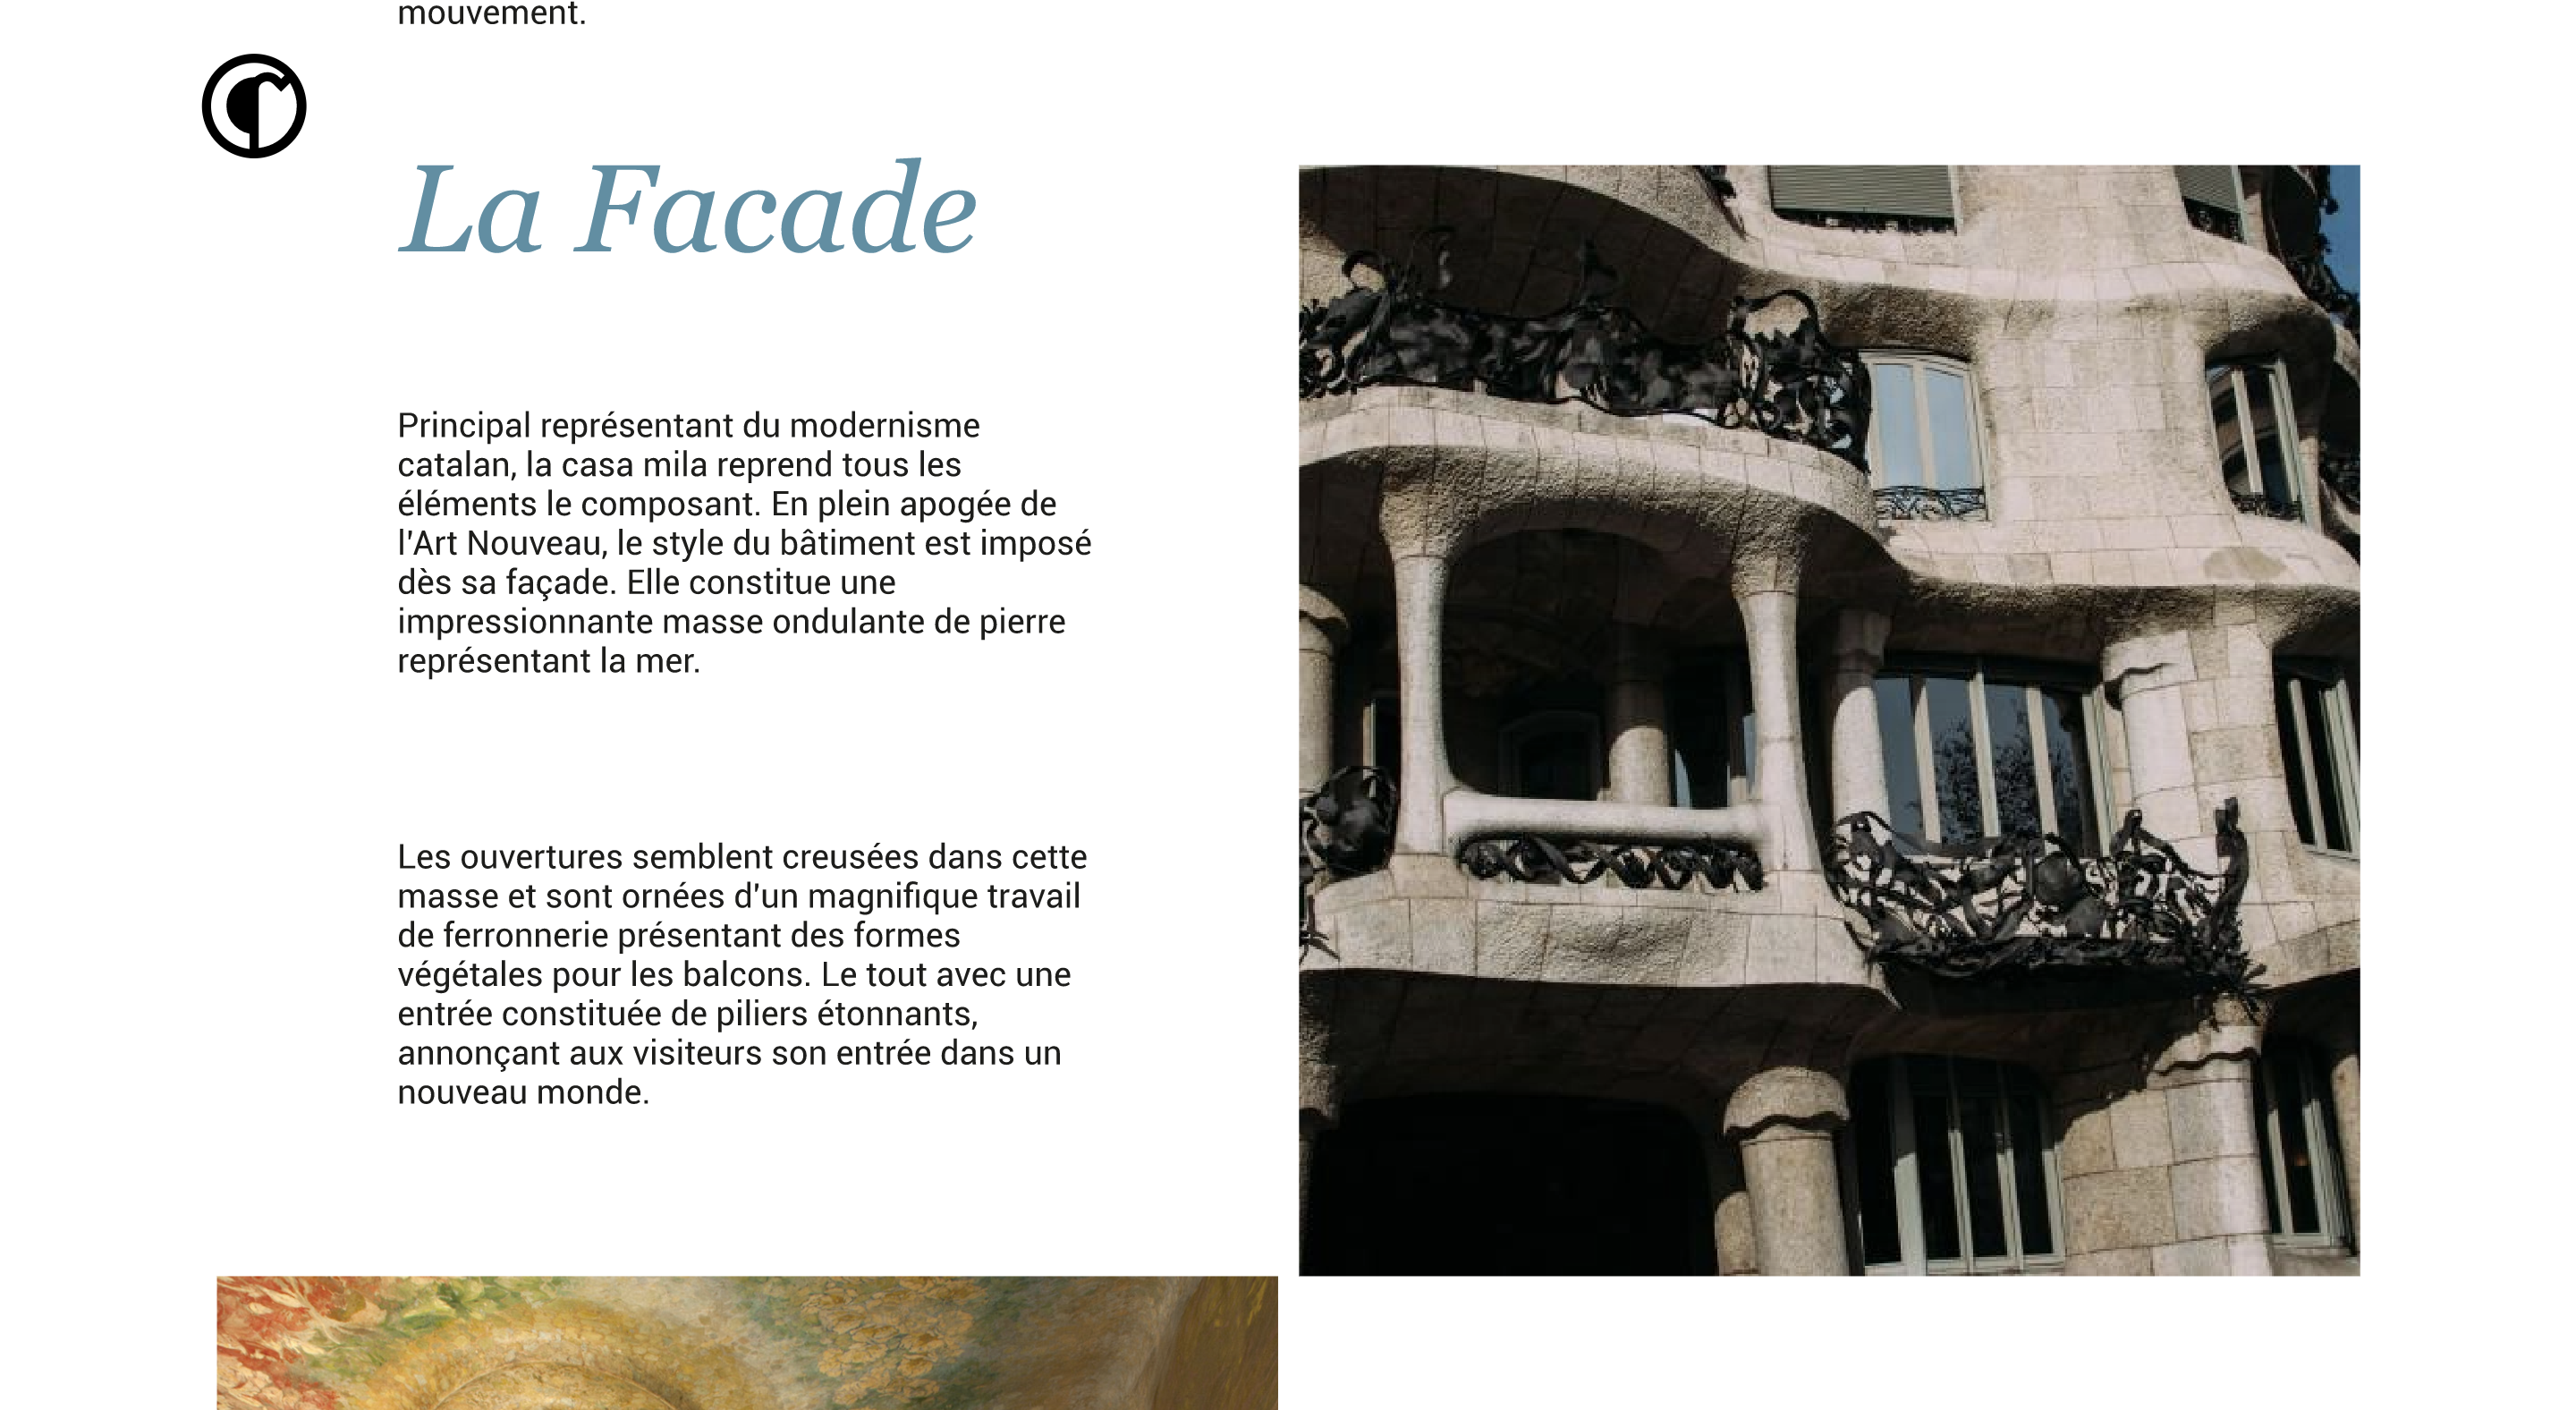 mouvement.
La Facade
Principal représentant du modernisme
catalan, la casa mila reprend tous les
éléments le composant. En plein apogée de
l'Art Nouveau, le style du bâtiment est imposé
dès sa façade. Elle constitue une
impressionnante masse ondulante de pierre
représentant la mer.
Les ouvertures semblent creusées dans cette
masse et sont ornées d'un magnifique travail
de ferronnerie présentant des formes
végétales pour les balcons. Le tout avec une
entrée constituée de piliers étonnants,
annonçant aux visiteurs son entrée dans un
nouveau monde.